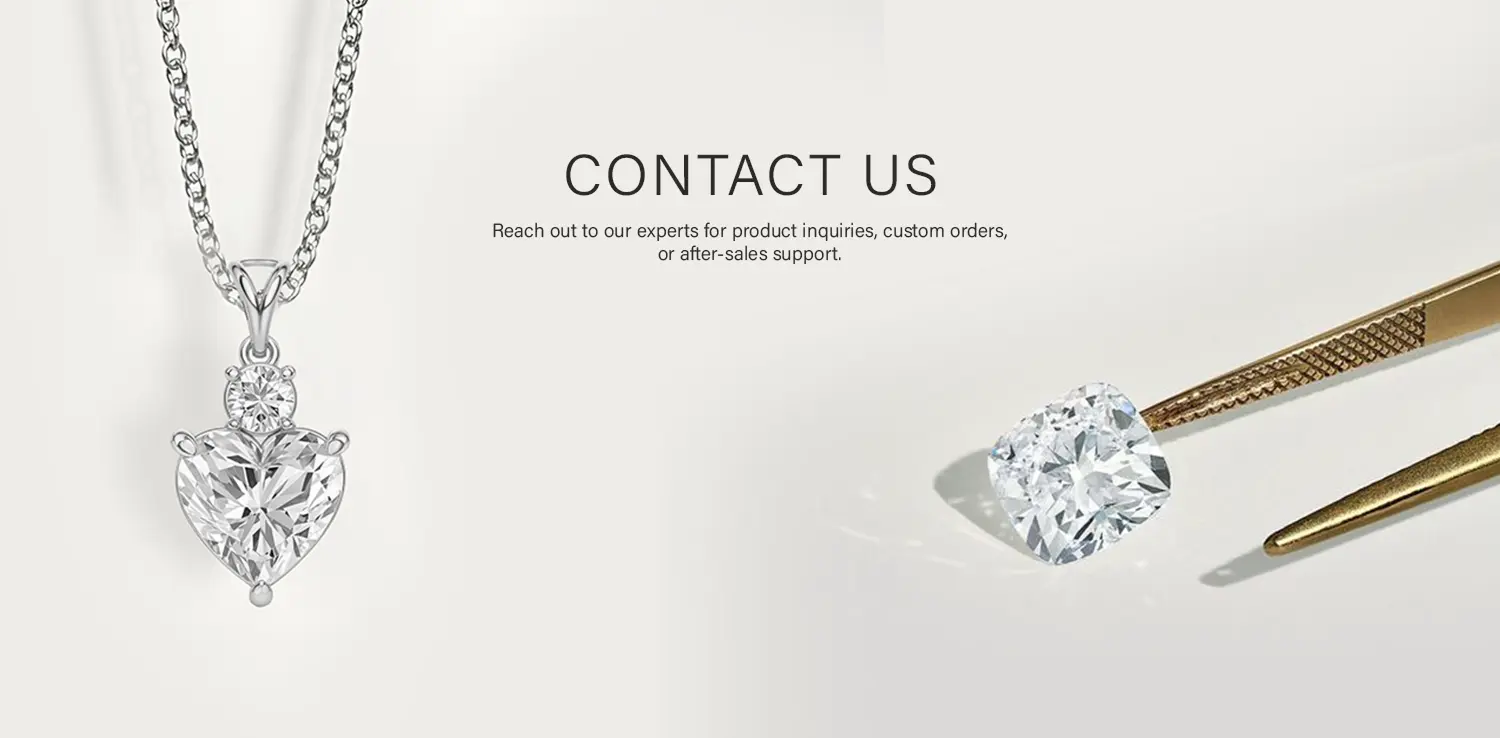 CONTACT US
Reach out to our experts for product inquiries, custom orders,
or after-sales support.